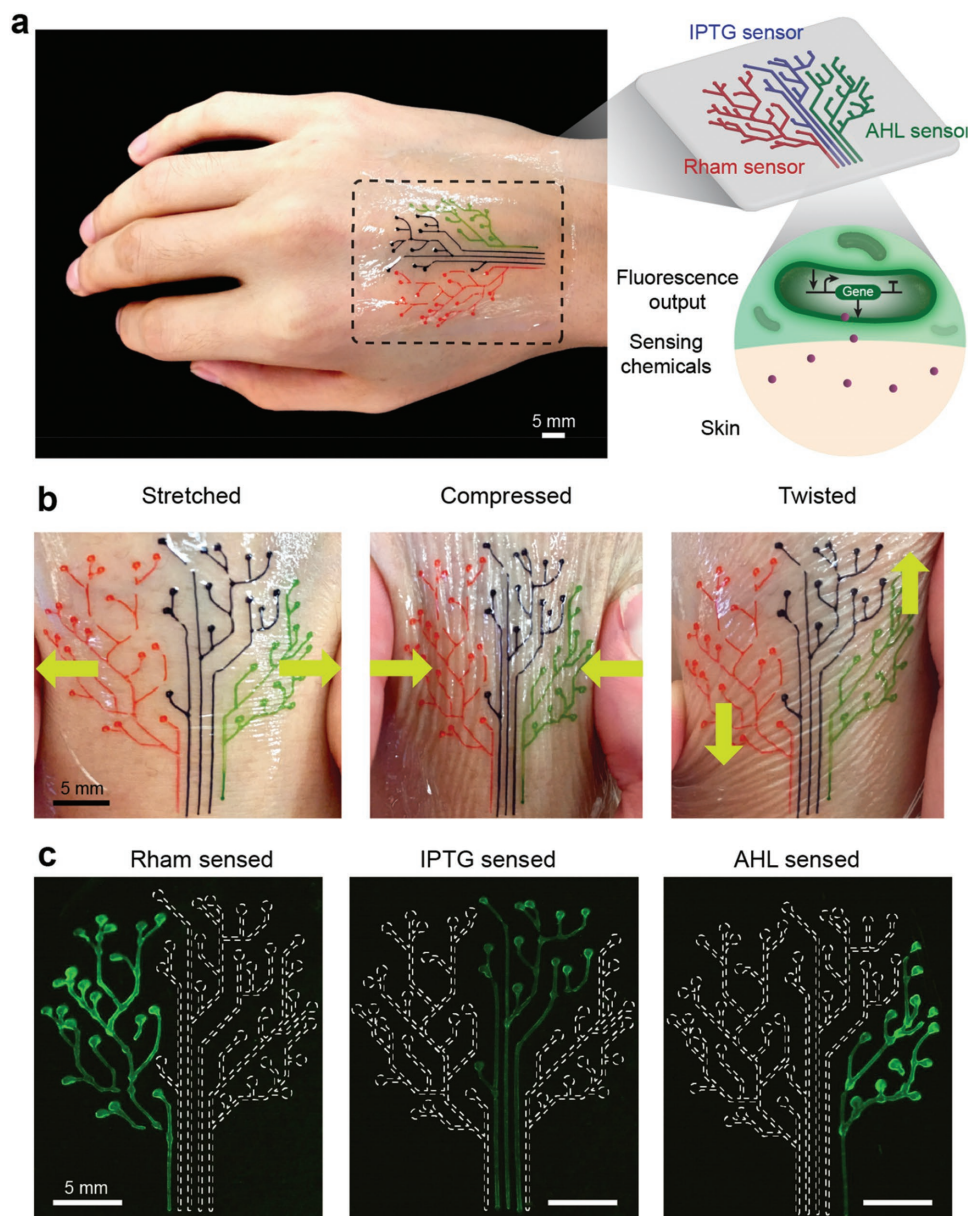 a
IPTG sensor
AHL sensor
Rham sensor
Fluorescence
output
Gene
Sensing
chemicals
Skin
5 mm
b
Stretched
Compressed
Twisted
5 mm
c
Rham sensed
IPTG sensed
AHL sensed
5 mm